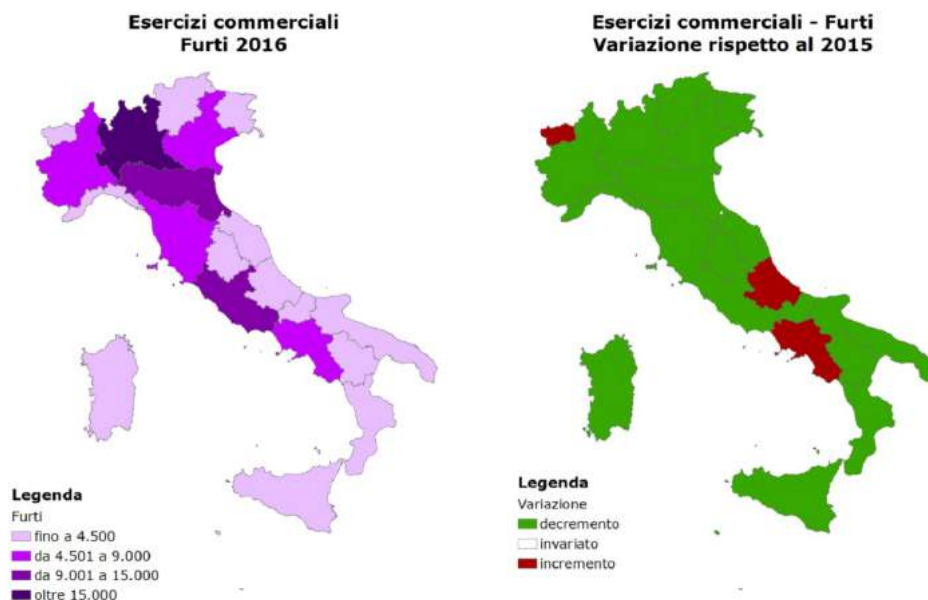 Esercizi commerciali
Furti 2016
Esercizi commerciali - Furti
Variazione rispetto al 2015
Legenda
Furti
fino a 4.500
da 4.501 a 9.000
da 9.001 a 15.000
oltre 15.000
Legenda
Variazione
decremento
invariato
incremento